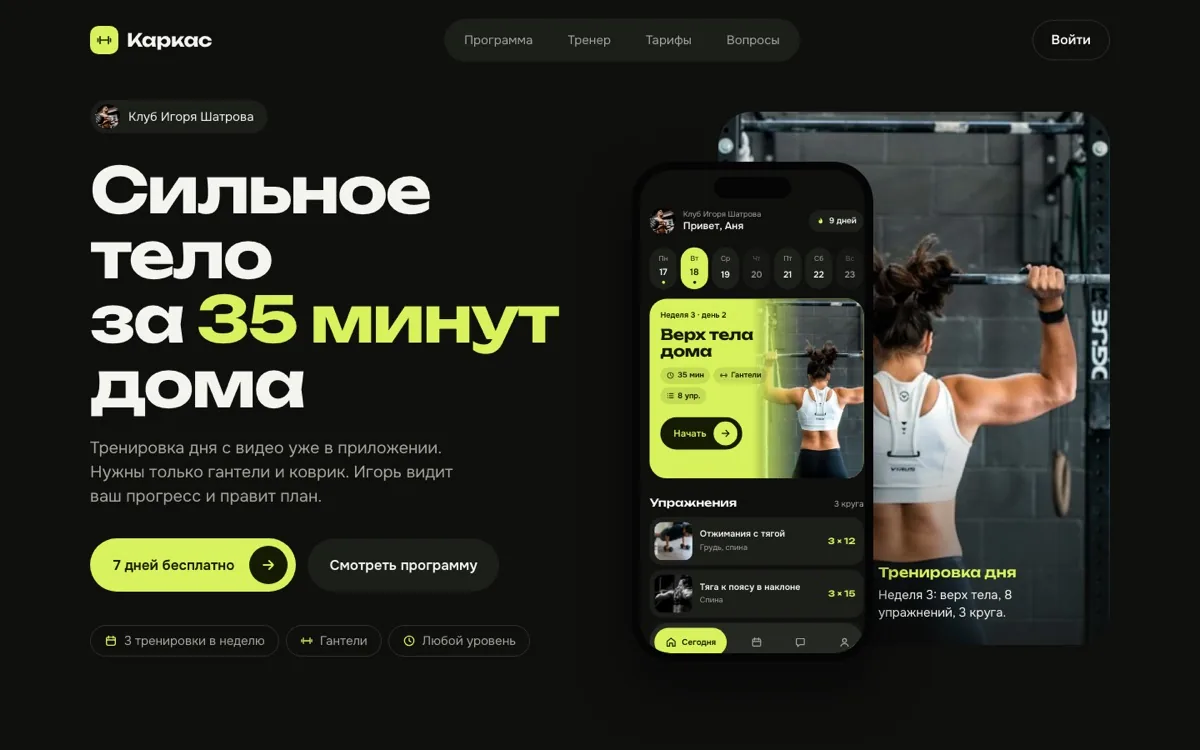 Каркас
Программа
Тренер
Тарифы
Вопросы
Войти
Клуб Игоря Шатрова
Сильное
тело
за 35 минут
дома
Тренировка дня с видео уже в приложении.
Нужны только гантели и коврик. Игорь видит
ваш прогресс и правит план.
7 дней бесплатно
Смотреть программу
3 тренировки в неделю
Гантели
Любой уровень
Клуб Игоря Шатрова
Привет, Аня
9 дней
Пн Вт Ср Чт Пт Сб Вс
17 18 19 20 21 22 23
Неделя 3 · день 2
Верх тела
дома
35 мин
Гантели
8 упр.
Начать
Упражнения
3 круга
Отжимания с тягой
Грудь, спина
3 × 12
Тяга к поясу в наклоне
Спина
3 × 15
Сегодня
ROGUE
Тренировка дня
Неделя 3: верх тела, 8
упражнений, 3 круга.